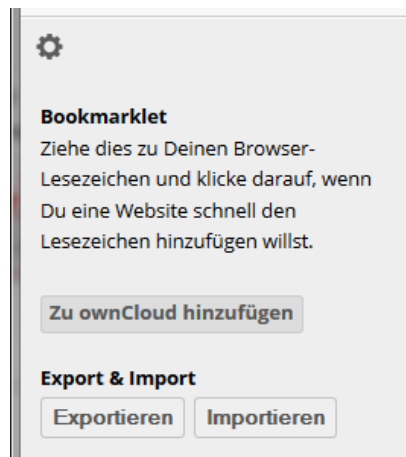 Bookmarklet
Ziehe dies zu Deinen Browser-
Lesezeichen und klicke darauf, wenn
Du eine Website schnell den
Lesezeichen hinzufügen willst.
Zu ownCloud hinzufügen
Export & Import
Exportieren Importieren